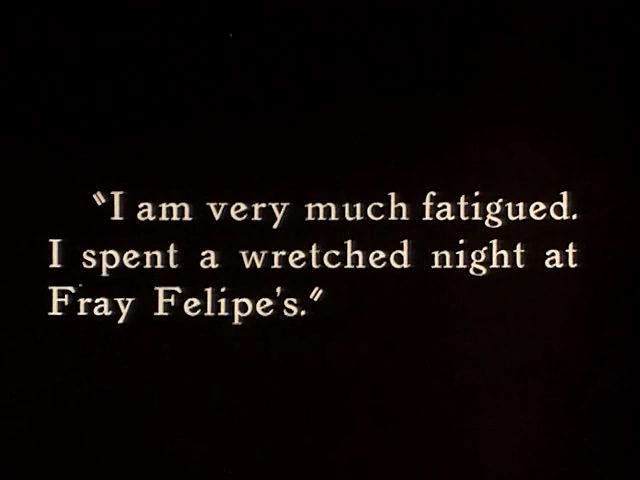 "I am very much fatigued.
I spent a wretched night at
Fray Felipe's."